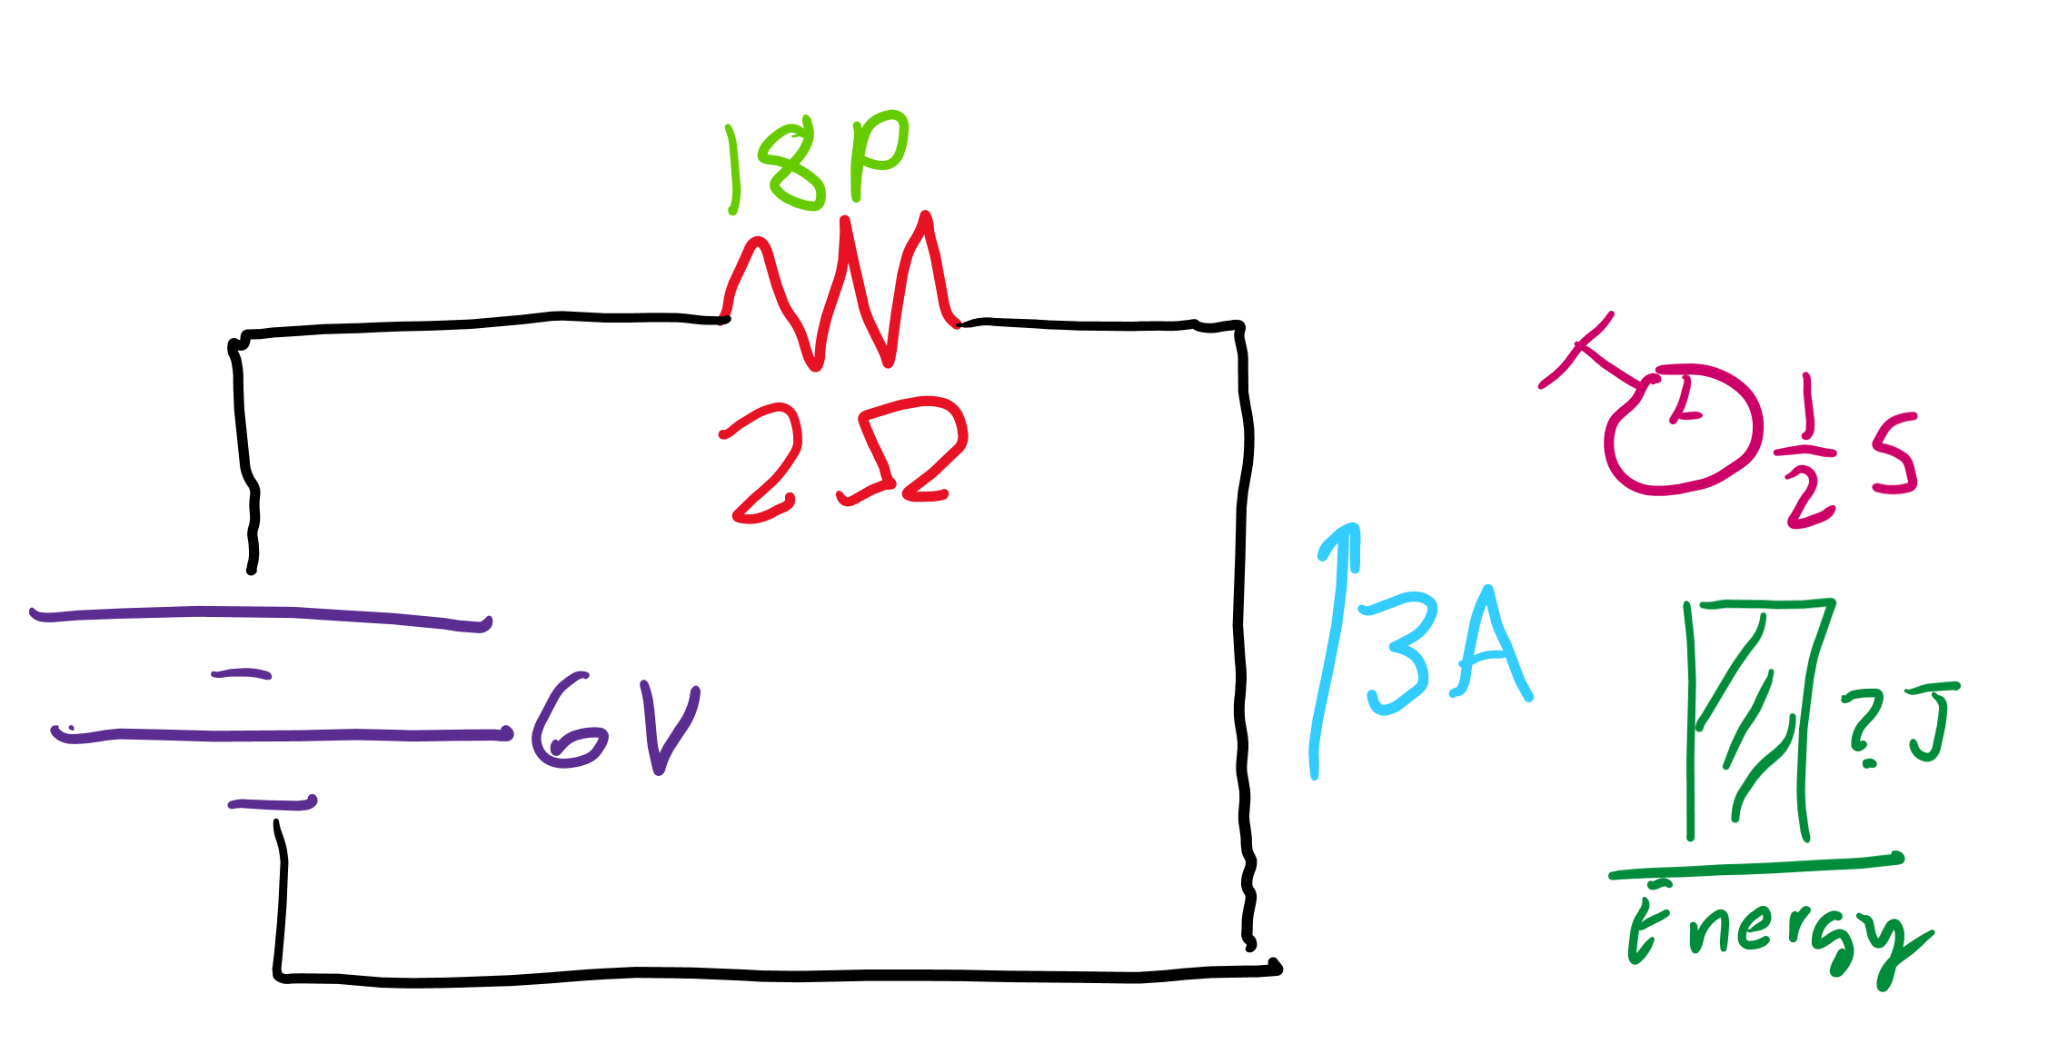 18P
2Ω
6V
3A
1/2 S
?J
Energy